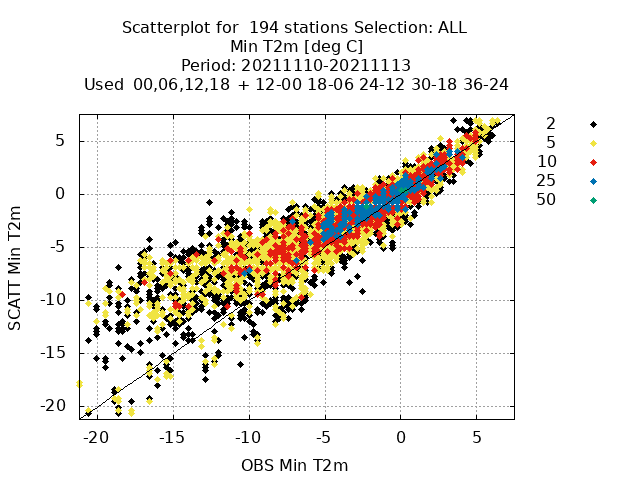 Scatterplot for  194 stations Selection: ALL
Min T2m [deg C]
Period: 20211110-20211113
Used  00,06,12,18  + 12-00 18-06 24-12 30-18 36-24
2
5
10
25
50
5
0
-5
-10
-15
-20
SCATT Min T2m
-20 -15 -10 -5 0 5
OBS Min T2m